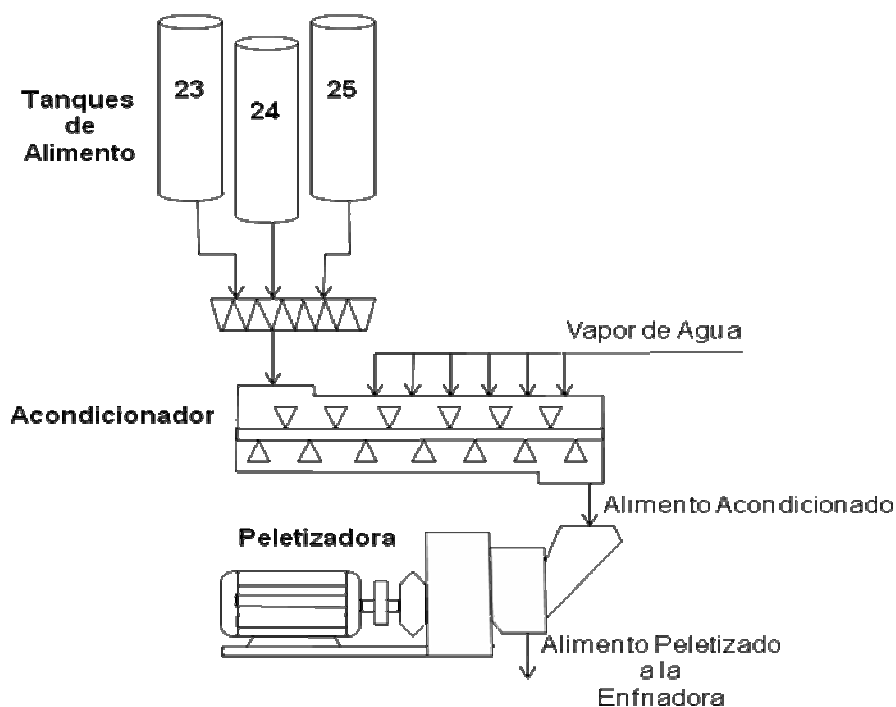 23
24
25
Tanques
de
Alimento
Vapor de Agua
Acondicionador
Alimento Acondicionado
Peletizadora
Alimento Peletizado
a la
Enfriadora